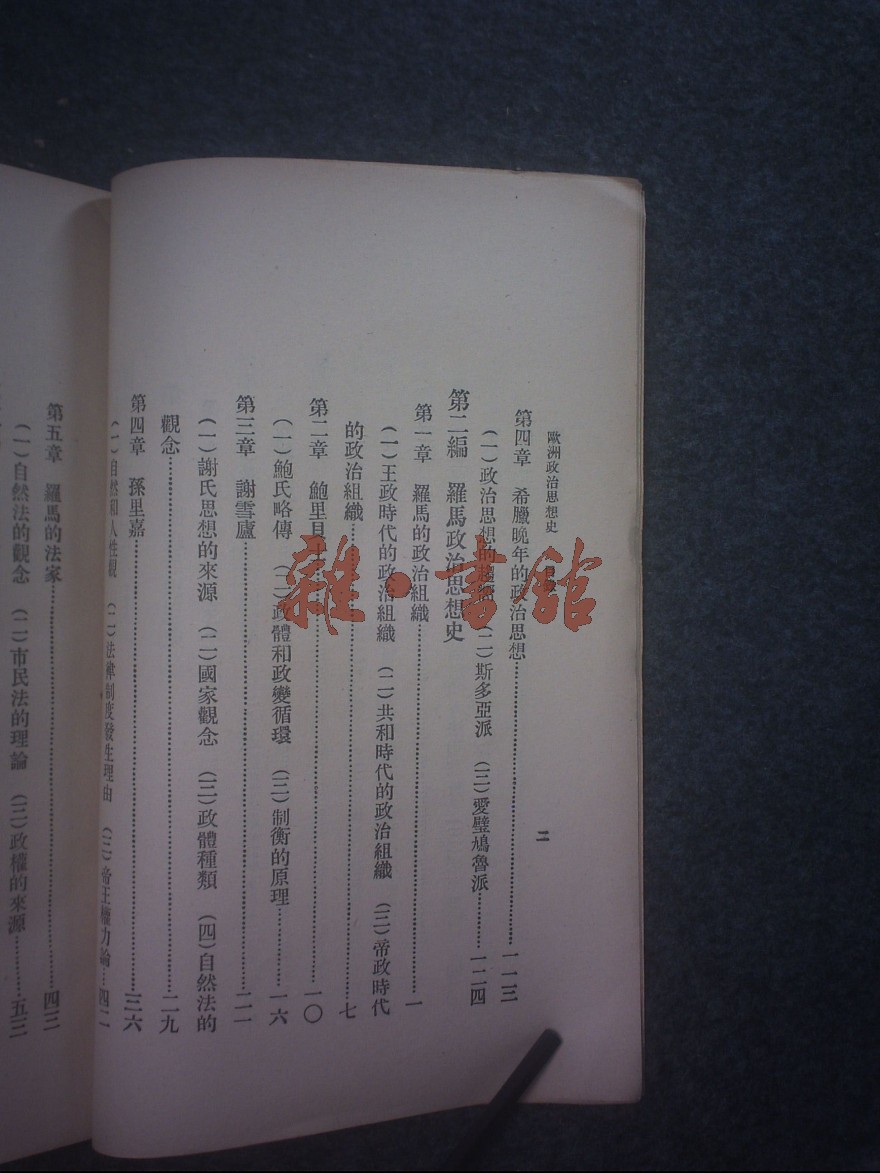 歐洲政治思想史 二
第四章 希臘晚年的政治思想……一一三
（一）政治思想的趨 （二）斯多亞派 （三）愛璧鳩魯派……一二四
第二編 羅馬政治思想史
第一章 羅馬的政治組織……一
（一）王政時代的政治組織 （二）共和時代的政治組織 （三）帝政時代
的政治組織……七
第二章 鮑里貝士……一〇
（一）鮑氏略傳 （二）政體和政變循環 （三）制衡的原理……一六
第三章 謝雪廬……二一
（一）謝氏思想的來源 （二）國家觀念 （三）政體種類 （四）自然法的
觀念……二九
第四章 孫里嘉……三六
（一）自然和人性觀 （二）法律制度發生理由 （三）帝王權力論……四二
第五章 羅馬的法家……四三
（一）自然法的觀念 （二）市民法的理論 （三）政權的來源……五三
雜·書舘